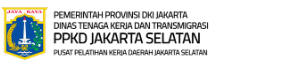 JAYA RAYA
PEMERINTAH PROVINSI DKI JAKARTA
DINAS TENAGA KERJA DAN TRANSMIGRASI
PPKD JAKARTA SELATAN
PUSAT PELATIHAN KERJA DAERAH JAKARTA SELATAN